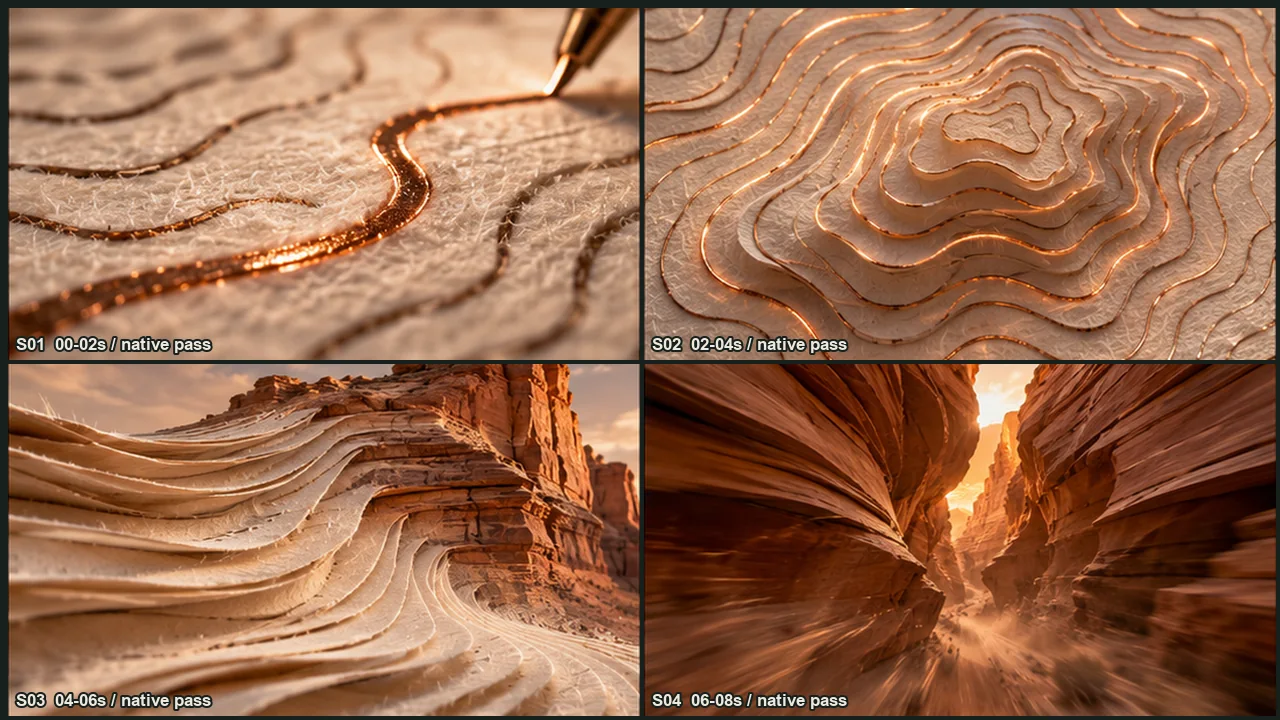 S01 00-02s / native pass
S02 02-04s / native pass
S03 04-06s / native pass
S04 06-08s / native pass